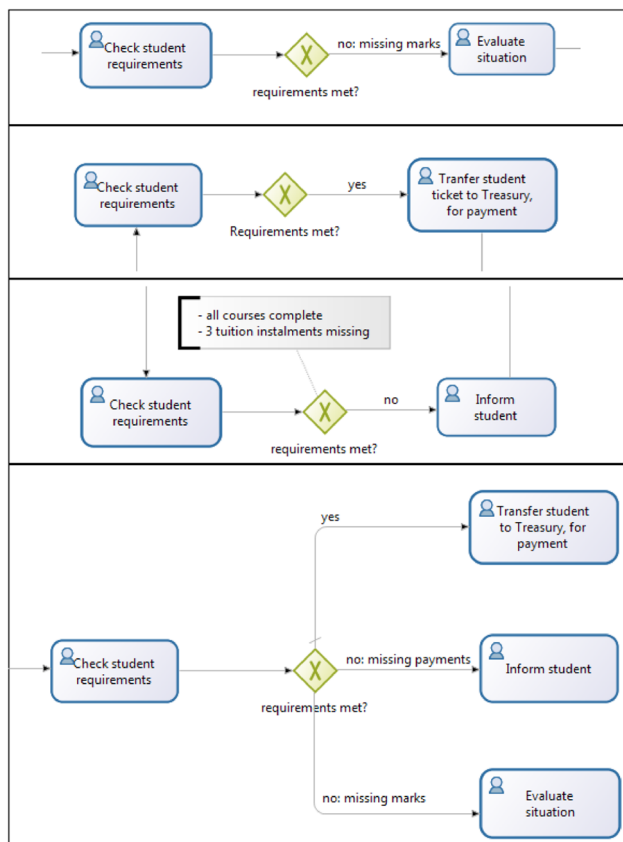 Check student
requirements
no: missing marks
Evaluate
situation
requirements met?
Check student
requirements
yes
Tranfer student
ticket to Treasury,
for payment
Requirements met?
- all courses complete
- 3 tuition instalments missing
Check student
requirements
no
Inform
student
requirements met?
yes
Transfer student
to Treasury, for
payment
Check student
requirements
no: missing payments
Inform student
requirements met?
no: missing marks
Evaluate
situation